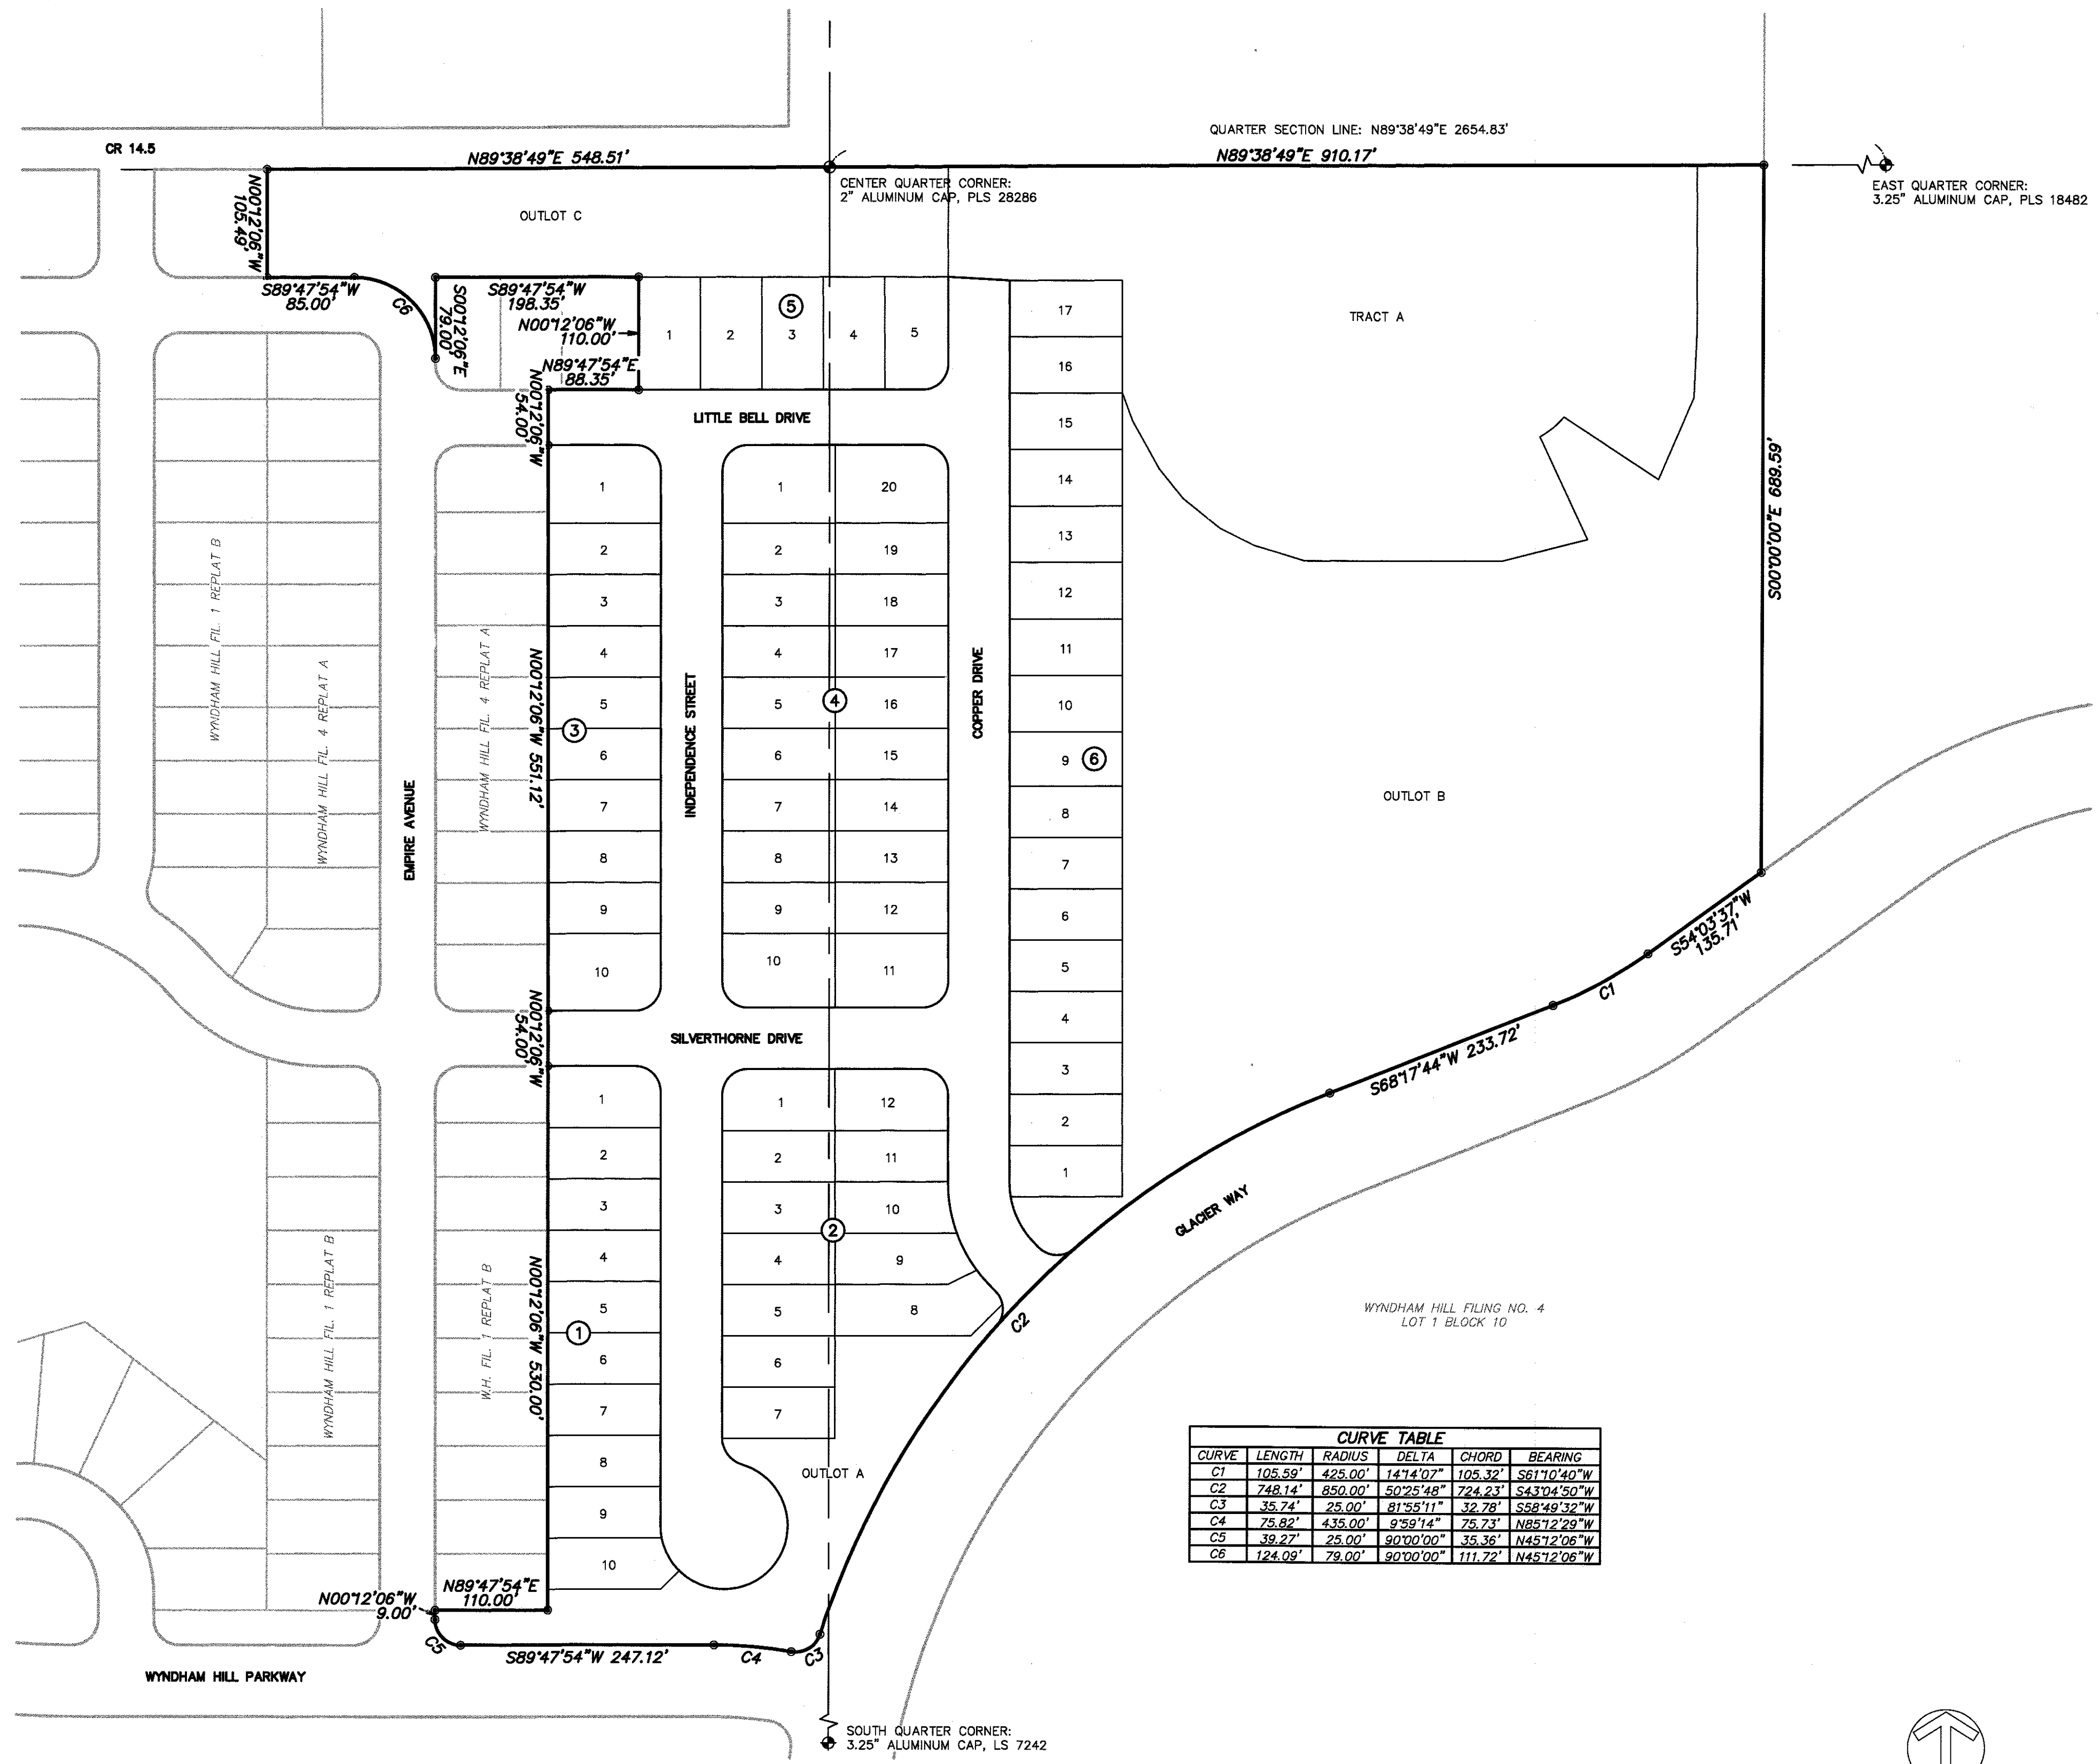 QUARTER SECTION LINE: N89°38'49"E 2654.83'
CR 14.5
N89°38'49"E 548.51'
N89°38'49"E 910.17'
CENTER QUARTER CORNER:
2" ALUMINUM CAP, PLS 28286
EAST QUARTER CORNER:
3.25" ALUMINUM CAP, PLS 18482
N00°12'06"W
105.49'
OUTLOT C
S89°47'54"W
85.00'
C6
S00°12'06"E
79.00'
S89°47'54"W
198.35'
N00°12'06"W
110.00'
N89°47'54"E
88.35'
1
2
3
4
5
5
TRACT A
LITTLE BELL DRIVE
N00°12'06"W
54.00'
WYNDHAM HILL FIL. 1 REPLAT B
WYNDHAM HILL FIL. 4 REPLAT A
EMPIRE AVENUE
WYNDHAM HILL FIL. 4 REPLAT A
N00°12'06"W 551.12'
1
2
3
4
5
3
6
7
8
9
10
INDEPENDENCE STREET
1
2
3
4
5
6
7
8
9
10
4
20
19
18
17
16
15
14
13
12
11
COPPER DRIVE
17
16
15
14
13
12
11
10
9
6
8
7
6
5
4
3
2
1
OUTLOT B
S00°00'00"E 689.59'
S54°03'37"W
135.71'
C1
S68°17'44"W 233.72'
N00°12'06"W
54.00'
SILVERTHORNE DRIVE
WYNDHAM HILL FIL. 1 REPLAT B
W.H. FIL. 1 REPLAT B
N00°12'06"W 530.00'
1
2
3
4
5
1
6
7
8
9
10
1
2
3
4
5
6
7
2
12
11
10
9
8
C2
GLACIER WAY
OUTLOT A
WYNDHAM HILL FILING NO. 4
LOT 1 BLOCK 10
CURVE TABLE
CURVE LENGTH RADIUS DELTA CHORD BEARING
C1 105.59' 425.00' 14°14'07" 105.32' S61°10'40"W
C2 748.14' 850.00' 50°25'48" 724.23' S43°04'50"W
C3 35.74' 25.00' 81°55'11" 32.78' S58°49'32"W
C4 75.82' 435.00' 9°59'14" 75.73' N85°12'29"W
C5 39.27' 25.00' 90°00'00" 35.36' N45°12'06"W
C6 124.09' 79.00' 90°00'00" 111.72' N45°12'06"W
N00°12'06"W
9.00'
N89°47'54"E
110.00'
C5
S89°47'54"W 247.12'
C4
C3
WYNDHAM HILL PARKWAY
SOUTH QUARTER CORNER:
3.25" ALUMINUM CAP, LS 7242